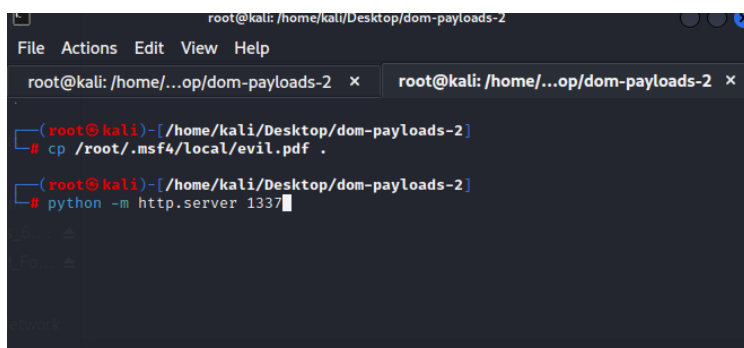 root@kali: /home/kali/Desktop/dom-payloads-2
File Actions Edit View Help
root@kali: /home/...op/dom-payloads-2 × root@kali: /home/...op/dom-payloads-2 ×
┌──(root㉿kali)-[/home/kali/Desktop/dom-payloads-2]
└─# cp /root/.msf4/local/evil.pdf .
┌──(root㉿kali)-[/home/kali/Desktop/dom-payloads-2]
└─# python -m http.server 1337